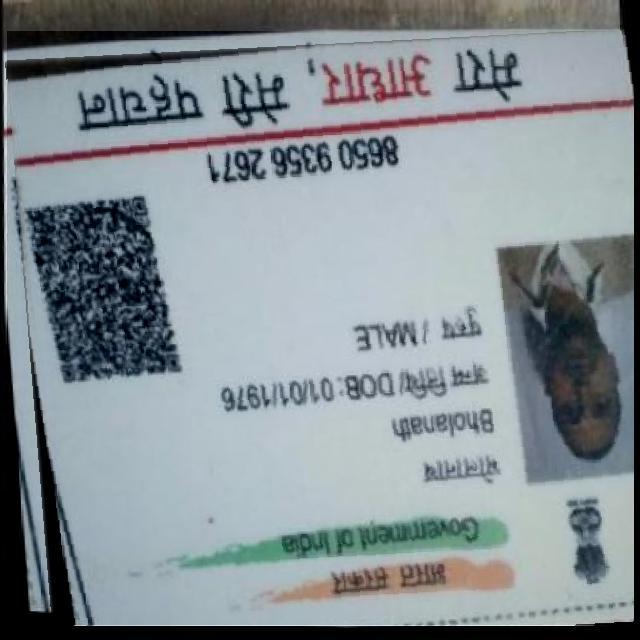 भारत सरकार
Government of India
भोलानाथ
Bholanath
जन्म तिथि/ DOB: 01/01/1976
पुरुष / MALE
8650 9356 2671
मेरा आधार, मेरी पहचान